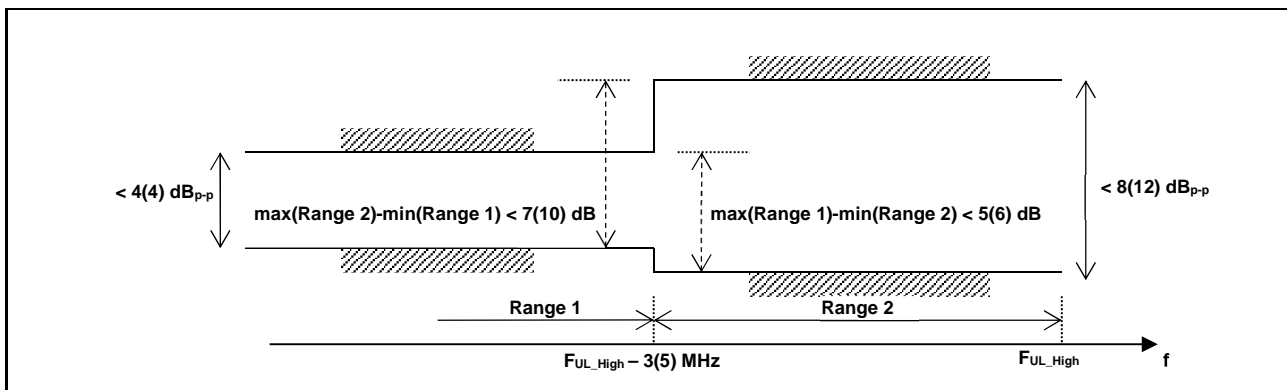 < 4(4) dBp-p
max(Range 2)-min(Range 1) < 7(10) dB
max(Range 1)-min(Range 2) < 5(6) dB
< 8(12) dBp-p
Range 1
Range 2
FUL_High – 3(5) MHz
FUL_High
f